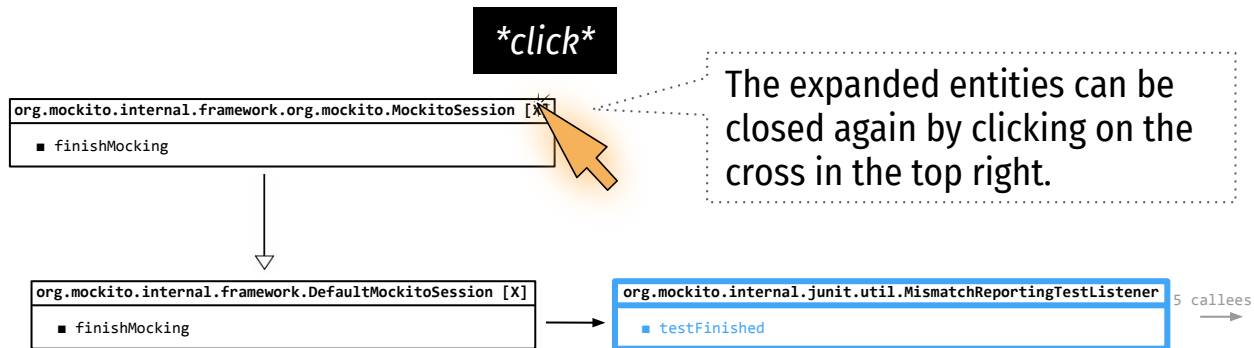 *click*
The expanded entities can be
closed again by clicking on the
cross in the top right.
org.mockito.internal.framework.org.mockito.MockitoSession [X]
■ finishMocking
org.mockito.internal.framework.DefaultMockitoSession [X]
■ finishMocking
org.mockito.internal.junit.util.MismatchReportingTestListener
■ testFinished
5 callees